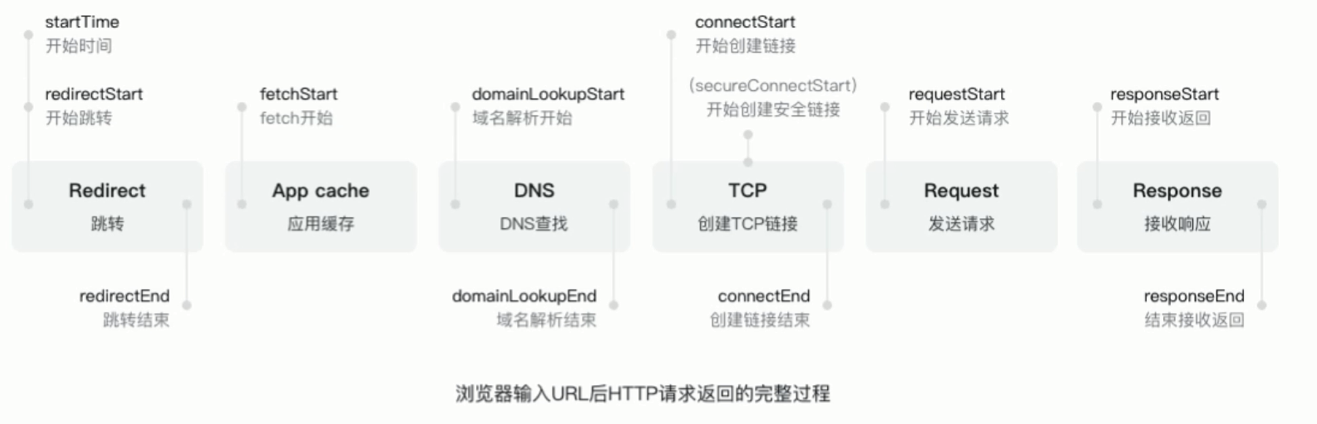 startTime
开始时间
redirectStart
开始跳转
fetchStart
fetch开始
domainLookupStart
域名解析开始
connectStart
开始创建链接
(secureConnectStart)
开始创建安全链接
requestStart
开始发送请求
responseStart
开始接收返回
Redirect
跳转
App cache
应用缓存
DNS
DNS查找
TCP
创建TCP链接
Request
发送请求
Response
接收响应
redirectEnd
跳转结束
domainLookupEnd
域名解析结束
connectEnd
创建链接结束
responseEnd
结束接收返回
浏览器输入URL后HTTP请求返回的完整过程